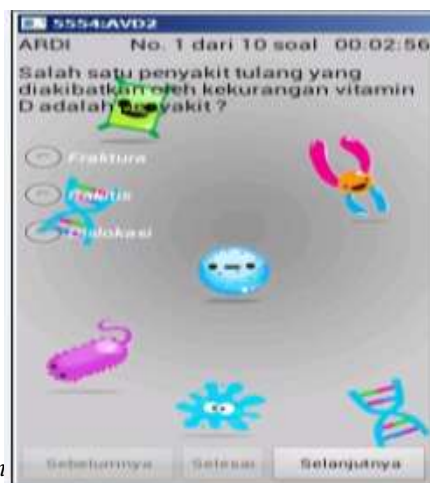 5554:AVD2
ARDI No. 1 dari 10 soal 00:02:56
Salah satu penyakit tulang yang
diakibatkan oleh kekurangan vitamin
D adalah penyakit ?
Fraktura
Rakitis
Dislokasi
Sebelumnya Selesai Selanjutnya